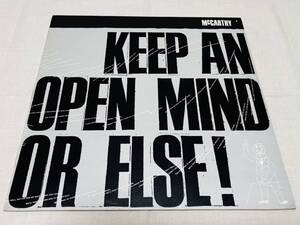 McCARTHY
KEEP AN
OPEN MIND
OR ELSE!